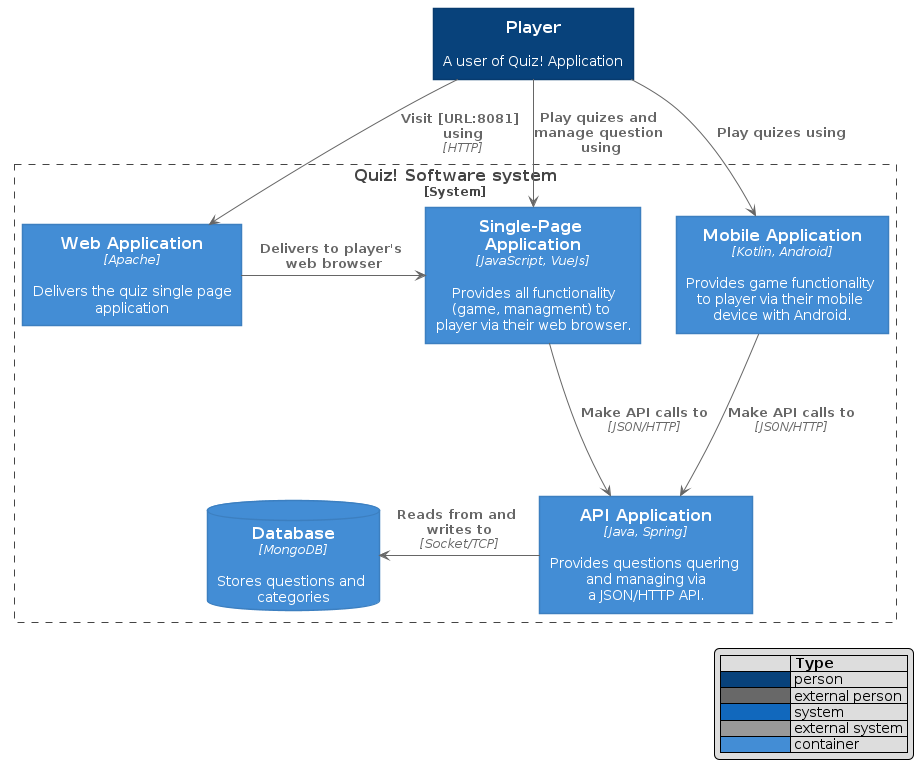 Player
A user of Quiz! Application
Visit [URL:8081]
using
[HTTP]
Play quizes and
manage question
using
Play quizes using
Quiz! Software system
[System]
Web Application
[Apache]
Delivers the quiz single page
application
Delivers to player's
web browser
Single-Page
Application
[JavaScript, VueJs]
Provides all functionality
(game, managment) to
player via their web browser.
Mobile Application
[Kotlin, Android]
Provides game functionality
to player via their mobile
device with Android.
Make API calls to
[JSON/HTTP]
Make API calls to
[JSON/HTTP]
Database
[MongoDB]
Stores questions and
categories
Reads from and
writes to
[Socket/TCP]
API Application
[Java, Spring]
Provides questions quering
and managing via
a JSON/HTTP API.
Type
person
external person
system
external system
container